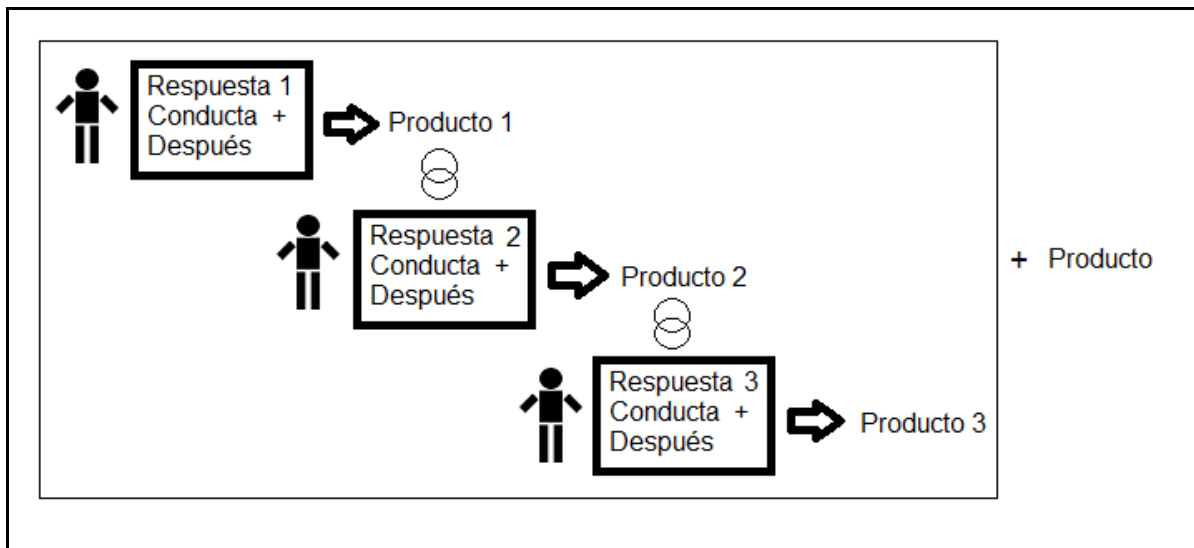 Respuesta 1
Conducta +
Después
Producto 1
Respuesta 2
Conducta +
Después
Producto 2
Respuesta 3
Conducta +
Después
Producto 3
+ Producto